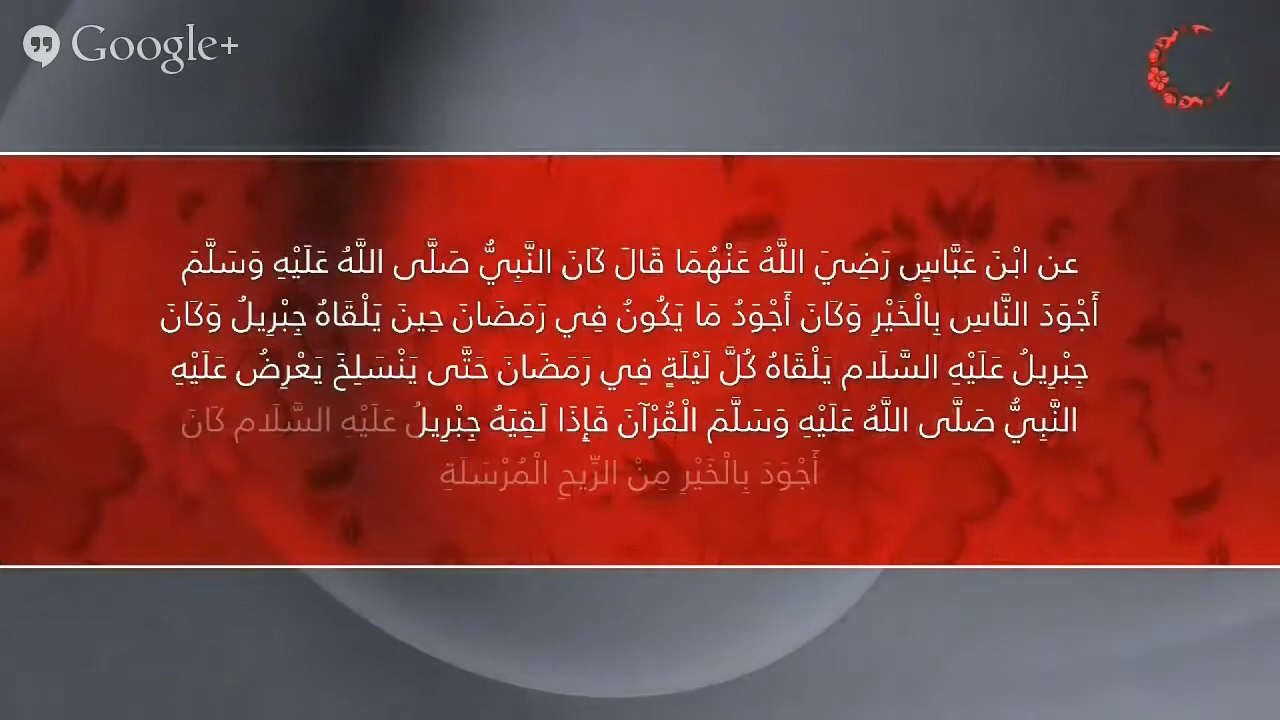 Google+
عن ابْنَ عَبَّاسٍ رَضِيَ اللَّهُ عَنْهُمَا قَالَ كَانَ النَّبِيُّ صَلَّى اللَّهُ عَلَيْهِ وَسَلَّمَ
أَجْوَدَ النَّاسِ بِالْخَيْرِ وَكَانَ أَجْوَدُ مَا يَكُونُ فِي رَمَضَانَ حِينَ يَلْقَاهُ جِبْرِيلُ وَكَانَ
جِبْرِيلُ عَلَيْهِ السَّلَام يَلْقَاهُ كُلَّ لَيْلَةٍ فِي رَمَضَانَ حَتَّى يَنْسَلِخَ يَعْرِضُ عَلَيْهِ
النَّبِيُّ صَلَّى اللَّهُ عَلَيْهِ وَسَلَّمَ الْقُرْآنَ فَإِذَا لَقِيَهُ جِبْرِيلُ عَلَيْهِ السَّلَام كَانَ
أَجْوَدَ بِالْخَيْرِ مِنْ الرِّيحِ الْمُرْسَلَةِ